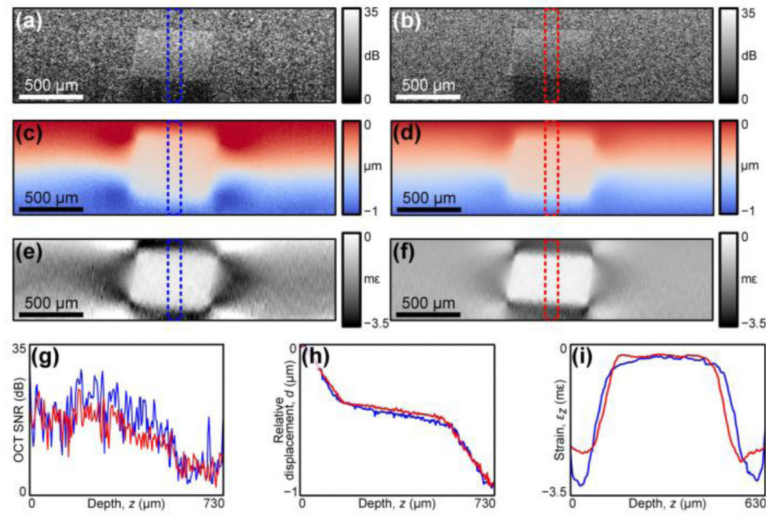 (a) 35 dB 0 500 µm
(b) 35 dB 0 500 µm
(c) 0 µm −1 500 µm
(d) 0 µm −1 500 µm
(e) 0 mε −3.5 500 µm
(f) 0 mε −3.5 500 µm
(g) 35 OCT SNR (dB) 0 0 Depth, z (µm) 730
(h) 0 Relative displacement, d (µm) −1 0 Depth, z (µm) 730
(i) 0 Strain, εz (mε) −3.5 0 Depth, z (µm) 630